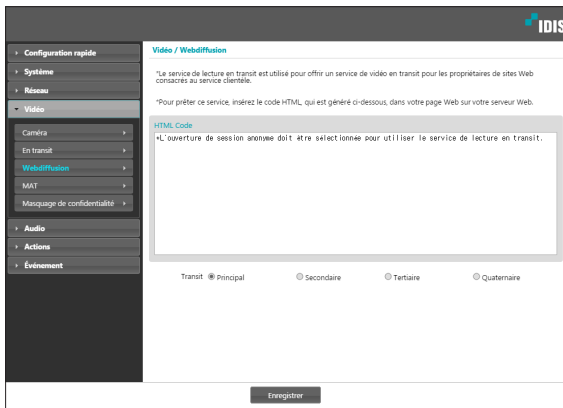 IDIS
Configuration rapide
Système
Réseau
Vidéo
Caméra
En transit
Webdiffusion
MAT
Masquage de confidentialité
Audio
Actions
Événement
Vidéo / Webdiffusion
*Le service de lecture en transit est utilisé pour offrir un service de vidéo en transit pour les propriétaires de sites Web
consacrés au service clientèle.
*Pour prêter ce service, insérez le code HTML, qui est généré ci-dessous, dans votre page Web sur votre serveur Web.
HTML Code
*L'ouverture de session anonyme doit être sélectionnée pour utiliser le service de lecture en transit.
Transit Principal Secondaire Tertiaire Quaternaire
Enregistrer